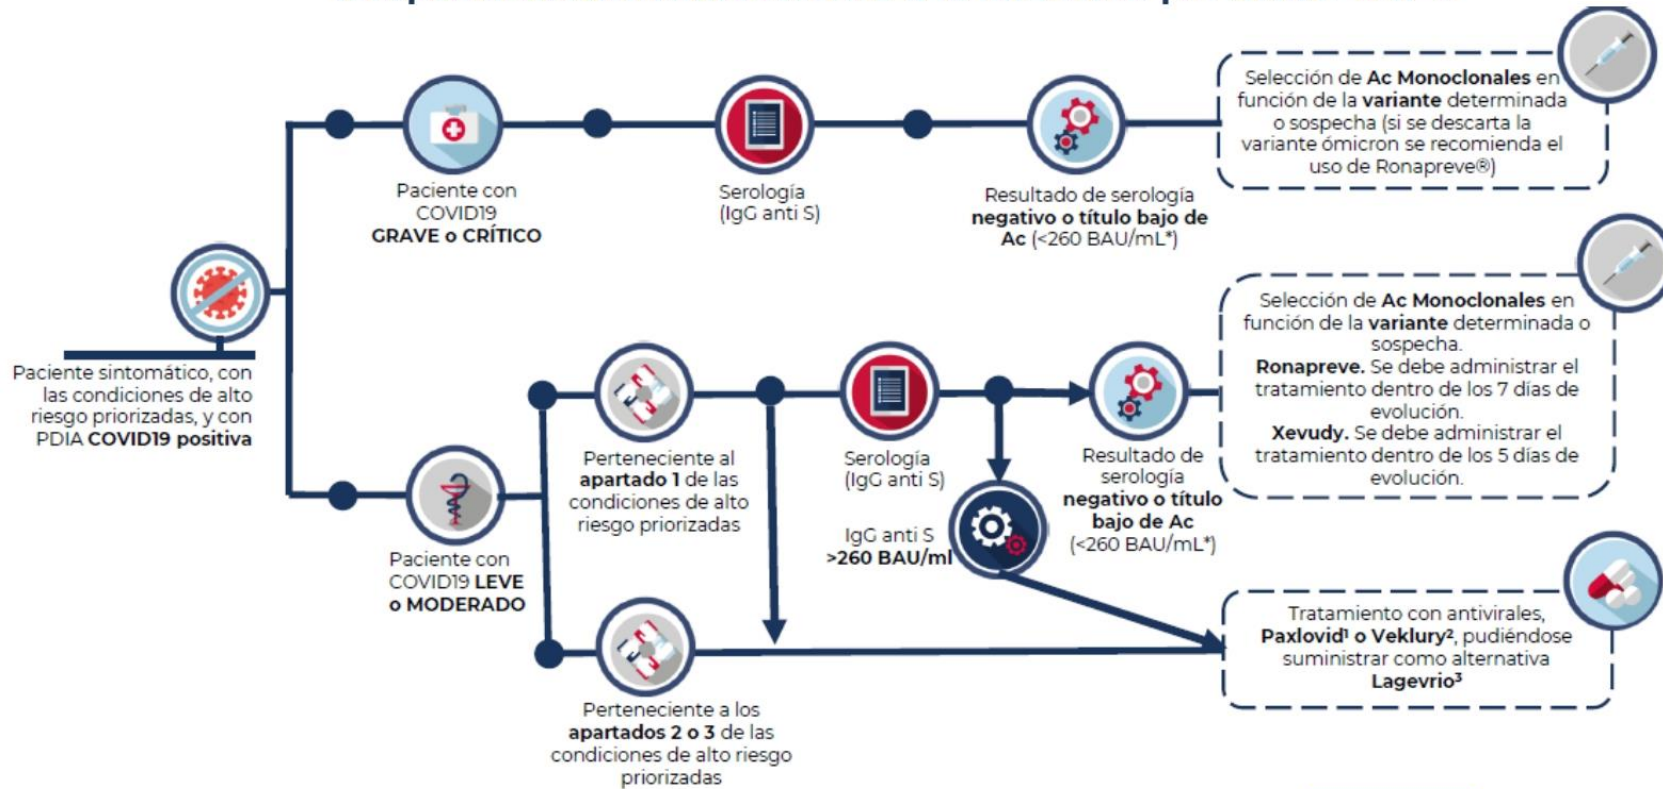 Paciente sintomático, con
las condiciones de alto
riesgo priorizadas, y con
PDIA COVID19 positiva
Paciente con
COVID19
GRAVE o CRÍTICO
Serología
(IgG anti S)
Resultado de serología
negativo o título bajo de
Ac (<260 BAU/mL*)
Selección de Ac Monoclonales en
función de la variante determinada
o sospecha (si se descarta la
variante ómicron se recomienda el
uso de Ronapreve®)
Paciente con
COVID19 LEVE
o MODERADO
Perteneciente al
apartado 1 de las
condiciones de alto
riesgo priorizadas
Serología
(IgG anti S)
IgG anti S
>260 BAU/ml
Resultado de
serología
negativo o título
bajo de Ac
(<260 BAU/mL*)
Selección de Ac Monoclonales en
función de la variante determinada o
sospecha.
Ronapreve. Se debe administrar el
tratamiento dentro de los 7 días de
evolución.
Xevudy. Se debe administrar el
tratamiento dentro de los 5 días de
evolución.
Perteneciente a los
apartados 2 o 3 de las
condiciones de alto riesgo
priorizadas
Tratamiento con antivirales,
Paxlovid¹ o Veklury², pudiéndose
suministrar como alternativa
Lagevrio³